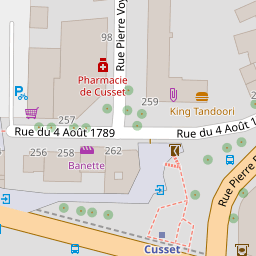 98
Rue Pierre Voy
Pharmacie
de Cusset
259
King Tandoori
257
Rue du 4 Août 1789
Rue du 4 Août 1
256
258
262
Banette
Rue Pierre
Cusset